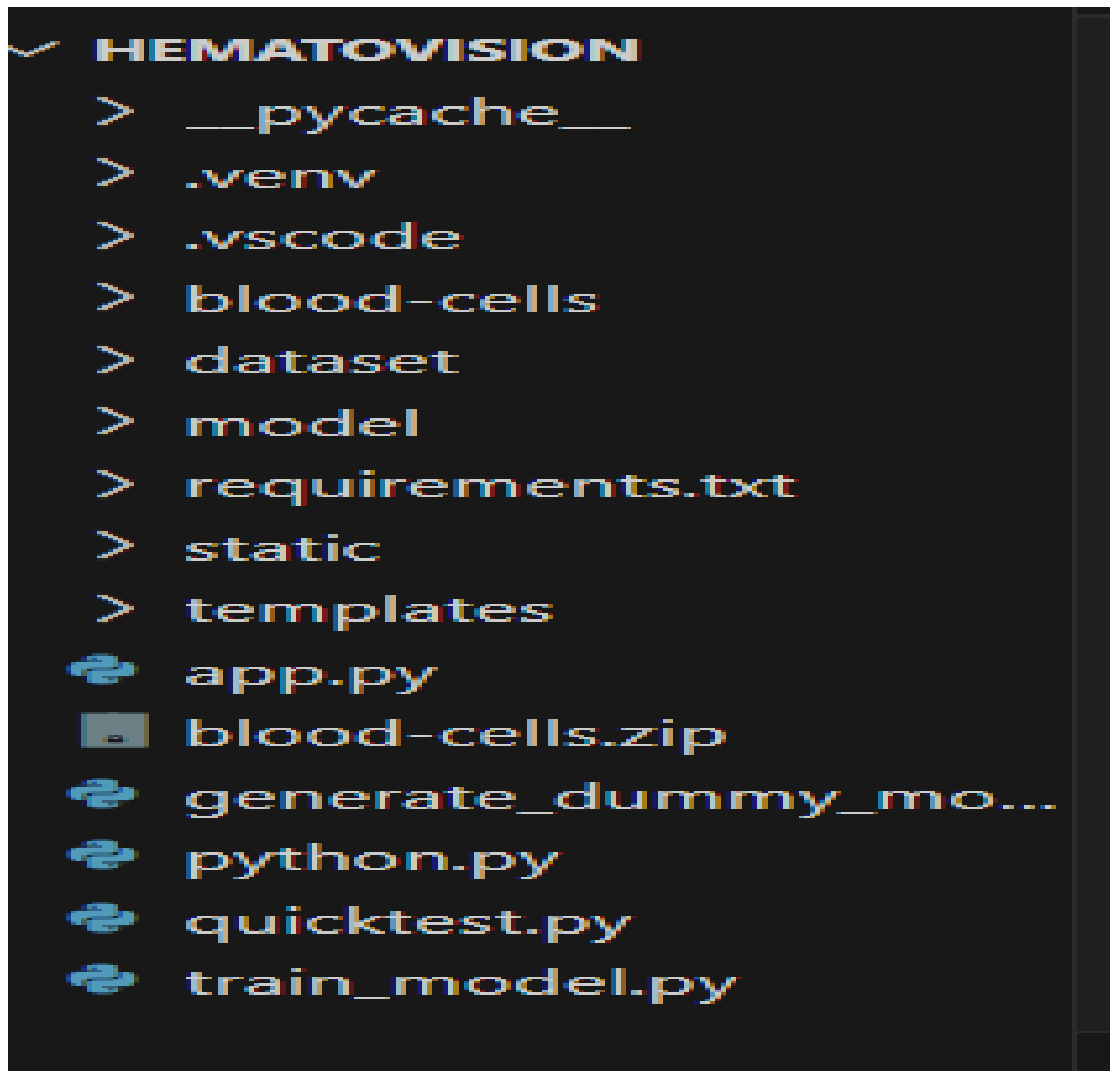 HEMATOVISION
__pycache__
.venv
.vscode
blood-cells
dataset
model
requirements.txt
static
templates
app.py
blood-cells.zip
generate_dummy_mo...
python.py
quicktest.py
train_model.py